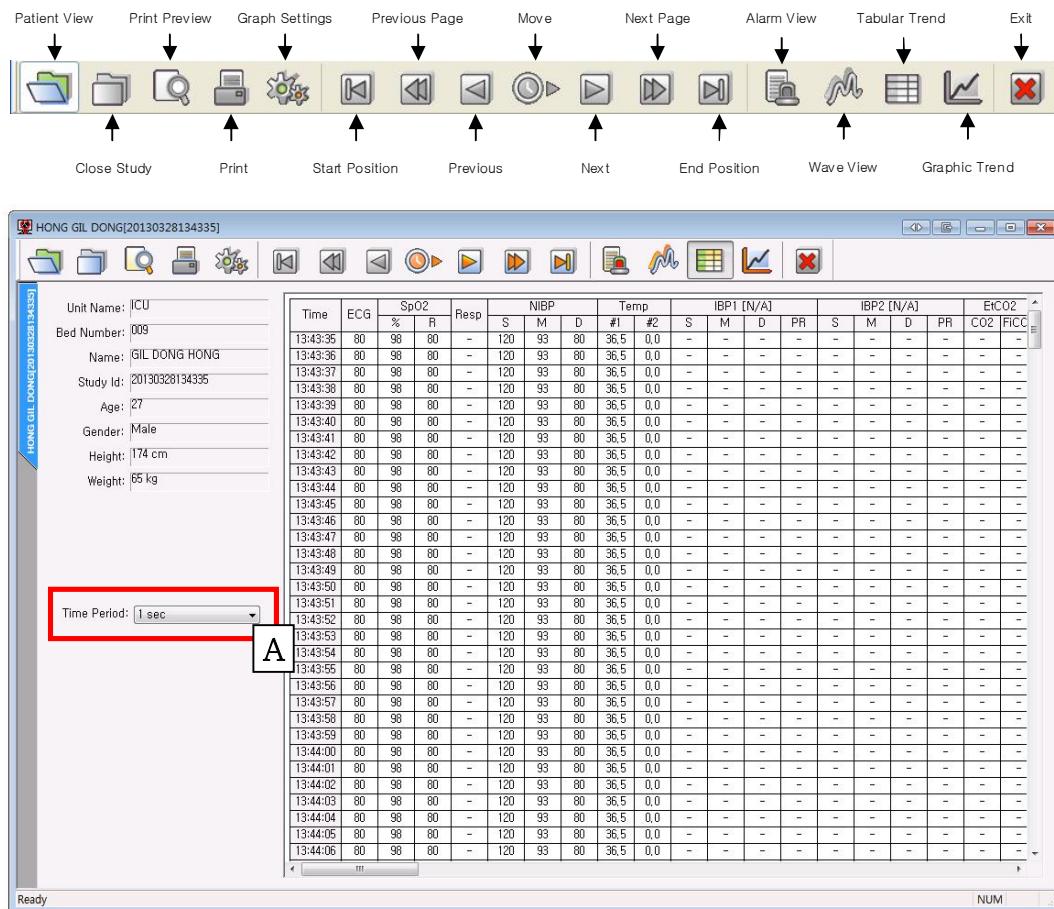 Patient View Print Preview Graph Settings Previous Page Move Next Page Alarm View Tabular Trend Exit
Close Study Print Start Position Previous Next End Position Wave View Graphic Trend
HONG GIL DONG[20130328134335]
HONG GIL DONG[20130328134335]
Unit Name: ICU
Bed Number: 009
Name: GIL DONG HONG
Study Id: 20130328134335
Age: 27
Gender: Male
Height: 174 cm
Weight: 65 kg
Time Period: 1 sec
A
Time ECG SpO2 Resp NIBP Temp IBP1 [N/A] IBP2 [N/A] EtCO2
% R S M D #1 #2 S M D PR S M D PR CO2 FiCC
13:43:35 80 98 80 - 120 93 80 36,5 0,0 - - - - - - - - - -
13:43:36 80 98 80 - 120 93 80 36,5 0,0 - - - - - - - - - -
13:43:37 80 98 80 - 120 93 80 36,5 0,0 - - - - - - - - - -
13:43:38 80 98 80 - 120 93 80 36,5 0,0 - - - - - - - - - -
13:43:39 80 98 80 - 120 93 80 36,5 0,0 - - - - - - - - - -
13:43:40 80 98 80 - 120 93 80 36,5 0,0 - - - - - - - - - -
13:43:41 80 98 80 - 120 93 80 36,5 0,0 - - - - - - - - - -
13:43:42 80 98 80 - 120 93 80 36,5 0,0 - - - - - - - - - -
13:43:43 80 98 80 - 120 93 80 36,5 0,0 - - - - - - - - - -
13:43:44 80 98 80 - 120 93 80 36,5 0,0 - - - - - - - - - -
13:43:45 80 98 80 - 120 93 80 36,5 0,0 - - - - - - - - - -
13:43:46 80 98 80 - 120 93 80 36,5 0,0 - - - - - - - - - -
13:43:47 80 98 80 - 120 93 80 36,5 0,0 - - - - - - - - - -
13:43:48 80 98 80 - 120 93 80 36,5 0,0 - - - - - - - - - -
13:43:49 80 98 80 - 120 93 80 36,5 0,0 - - - - - - - - - -
13:43:50 80 98 80 - 120 93 80 36,5 0,0 - - - - - - - - - -
13:43:51 80 98 80 - 120 93 80 36,5 0,0 - - - - - - - - - -
13:43:52 80 98 80 - 120 93 80 36,5 0,0 - - - - - - - - - -
13:43:53 80 98 80 - 120 93 80 36,5 0,0 - - - - - - - - - -
13:43:54 80 98 80 - 120 93 80 36,5 0,0 - - - - - - - - - -
13:43:55 80 98 80 - 120 93 80 36,5 0,0 - - - - - - - - - -
13:43:56 80 98 80 - 120 93 80 36,5 0,0 - - - - - - - - - -
13:43:57 80 98 80 - 120 93 80 36,5 0,0 - - - - - - - - - -
13:43:58 80 98 80 - 120 93 80 36,5 0,0 - - - - - - - - - -
13:43:59 80 98 80 - 120 93 80 36,5 0,0 - - - - - - - - - -
13:44:00 80 98 80 - 120 93 80 36,5 0,0 - - - - - - - - - -
13:44:01 80 98 80 - 120 93 80 36,5 0,0 - - - - - - - - - -
13:44:02 80 98 80 - 120 93 80 36,5 0,0 - - - - - - - - - -
13:44:03 80 98 80 - 120 93 80 36,5 0,0 - - - - - - - - - -
13:44:04 80 98 80 - 120 93 80 36,5 0,0 - - - - - - - - - -
13:44:05 80 98 80 - 120 93 80 36,5 0,0 - - - - - - - - - -
13:44:06 80 98 80 - 120 93 80 36,5 0,0 - - - - - - - - - -
Ready NUM